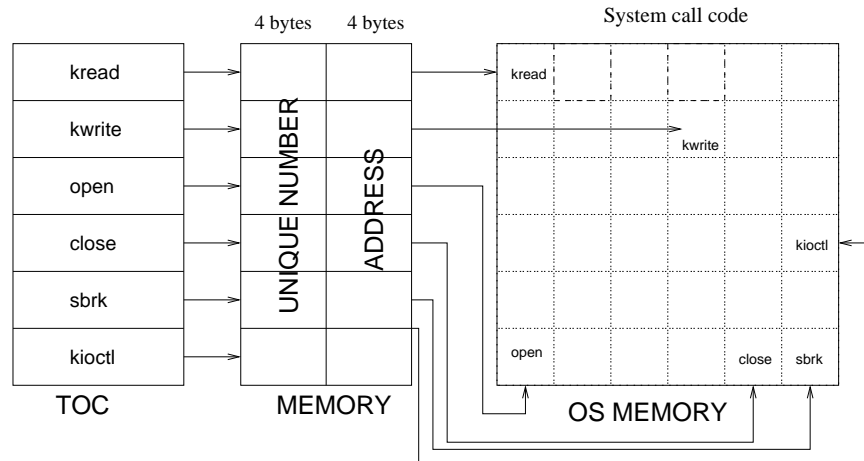 4 bytes 4 bytes
System call code
kread
kwrite
open
close
sbrk
kioctl
TOC
UNIQUE NUMBER
ADDRESS
MEMORY
kread
kwrite
kioctl
open
close
sbrk
OS MEMORY